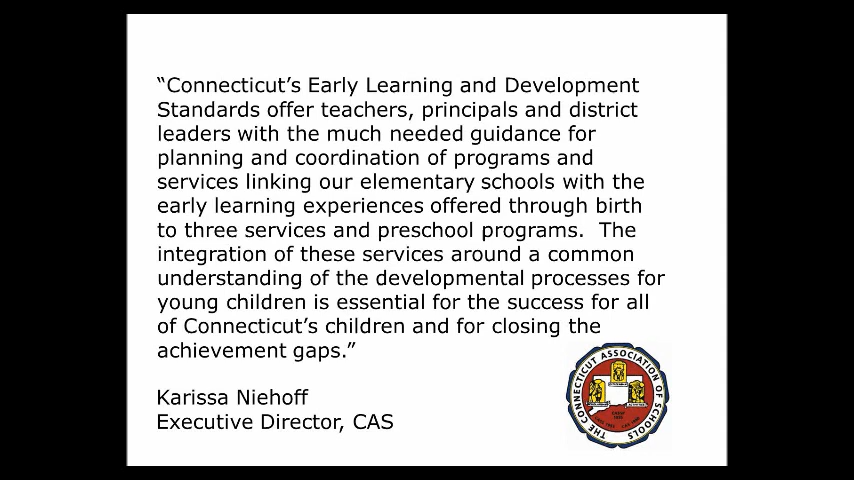 “Connecticut’s Early Learning and Development
Standards offer teachers, principals and district
leaders with the much needed guidance for
planning and coordination of programs and
services linking our elementary schools with the
early learning experiences offered through birth
to three services and preschool programs.  The
integration of these services around a common
understanding of the developmental processes for
young children is essential for the success for all
of Connecticut’s children and for closing the
achievement gaps.”
Karissa Niehoff
Executive Director, CAS
THE CONNECTICUT ASSOCIATION OF SCHOOLS